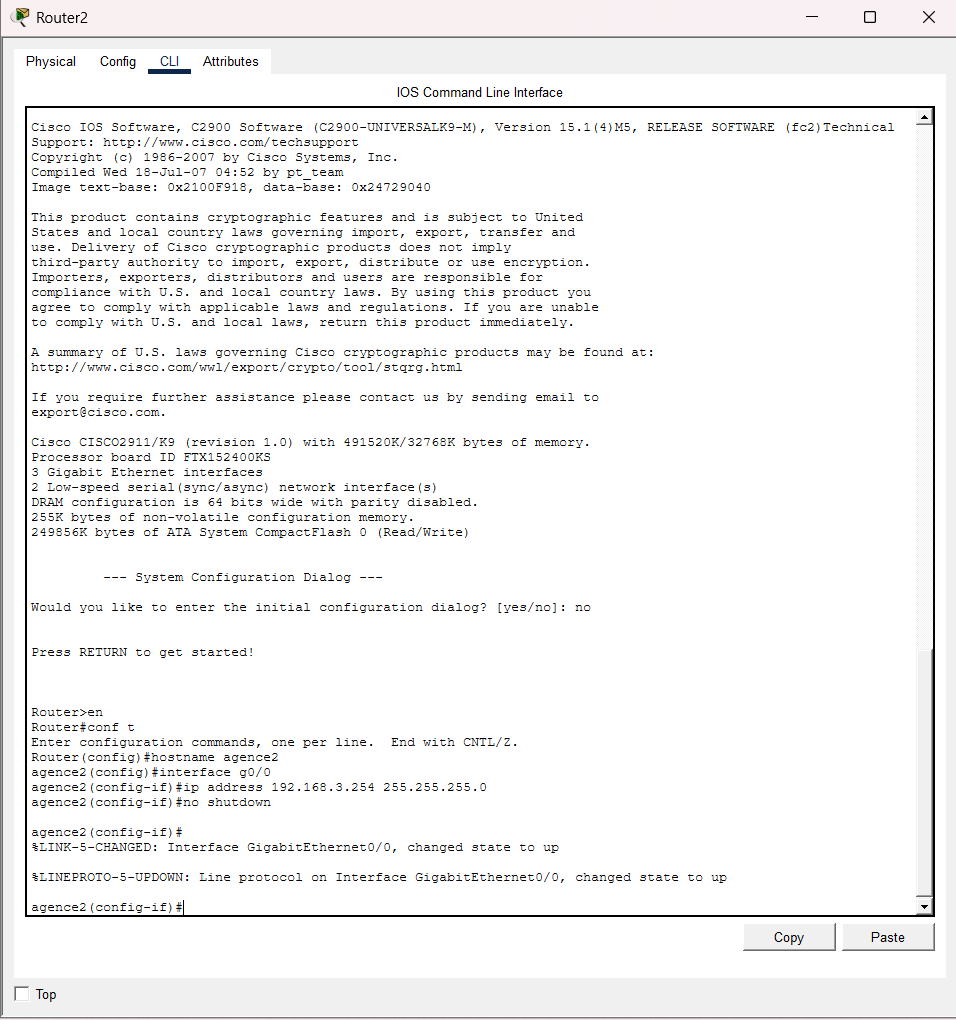 Router2
Physical Config CLI Attributes
IOS Command Line Interface
Cisco IOS Software, C2900 Software (C2900-UNIVERSALK9-M), Version 15.1(4)M5, RELEASE SOFTWARE (fc2)Technical
Support: http://www.cisco.com/techsupport
Copyright (c) 1986-2007 by Cisco Systems, Inc.
Compiled Wed 18-Jul-07 04:52 by pt_team
Image text-base: 0x2100F918, data-base: 0x24729040
This product contains cryptographic features and is subject to United
States and local country laws governing import, export, transfer and
use. Delivery of Cisco cryptographic products does not imply
third-party authority to import, export, distribute or use encryption.
Importers, exporters, distributors and users are responsible for
compliance with U.S. and local country laws. By using this product you
agree to comply with applicable laws and regulations. If you are unable
to comply with U.S. and local laws, return this product immediately.
A summary of U.S. laws governing Cisco cryptographic products may be found at:
http://www.cisco.com/wwl/export/crypto/tool/stqrg.html
If you require further assistance please contact us by sending email to
export@cisco.com.
Cisco CISCO2911/K9 (revision 1.0) with 491520K/32768K bytes of memory.
Processor board ID FTX152400KS
3 Gigabit Ethernet interfaces
2 Low-speed serial(sync/async) network interface(s)
DRAM configuration is 64 bits wide with parity disabled.
255K bytes of non-volatile configuration memory.
249856K bytes of ATA System CompactFlash 0 (Read/Write)
--- System Configuration Dialog ---
Would you like to enter the initial configuration dialog? [yes/no]: no
Press RETURN to get started!
Router>en
Router#conf t
Enter configuration commands, one per line.  End with CNTL/Z.
Router(config)#hostname agence2
agence2(config)#interface g0/0
agence2(config-if)#ip address 192.168.3.254 255.255.255.0
agence2(config-if)#no shutdown
agence2(config-if)#
%LINK-5-CHANGED: Interface GigabitEthernet0/0, changed state to up
%LINEPROTO-5-UPDOWN: Line protocol on Interface GigabitEthernet0/0, changed state to up
agence2(config-if)#
Copy Paste
Top